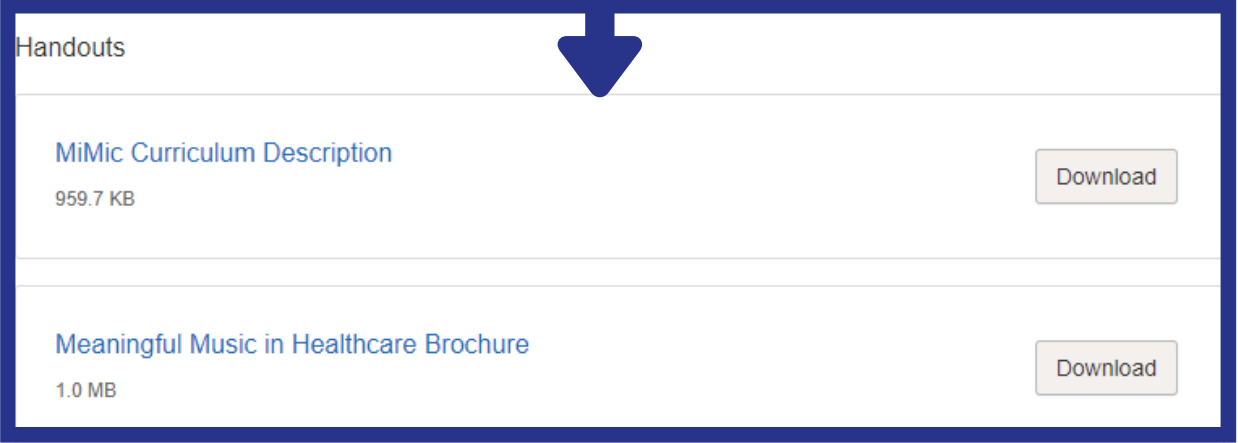 Handouts
MiMic Curriculum Description
959.7 KB
Download
Meaningful Music in Healthcare Brochure
1.0 MB
Download